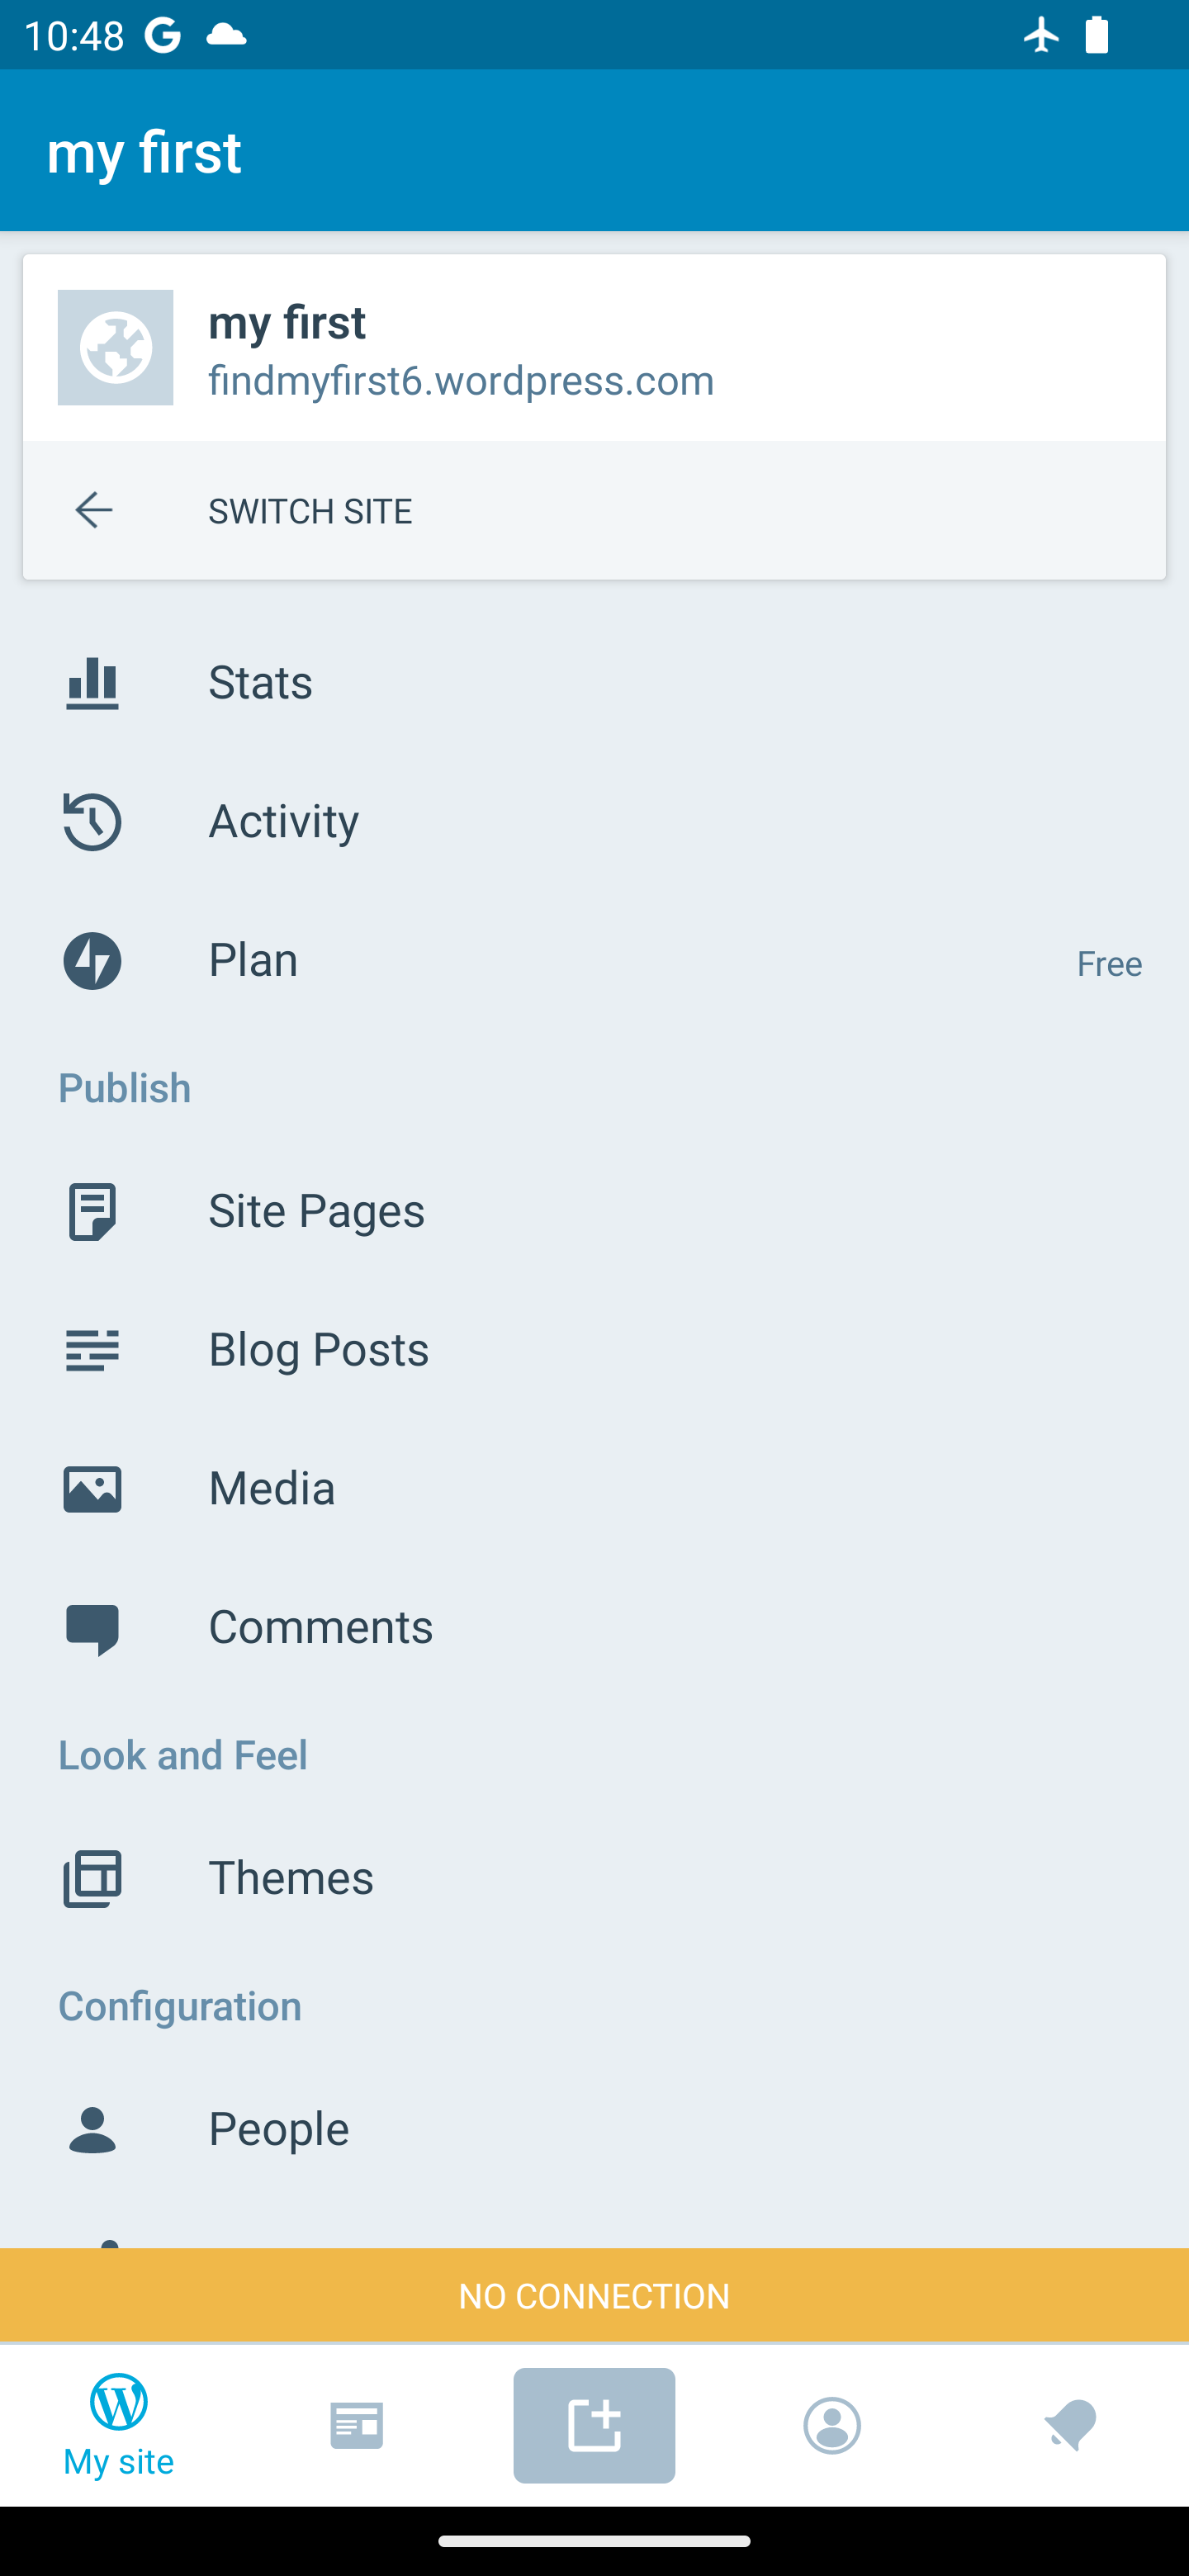 10:48
my first
my first
findmyfirst6.wordpress.com
SWITCH SITE
Stats
Activity
Plan Free
Publish
Site Pages
Blog Posts
Media
Comments
Look and Feel
Themes
Configuration
People
NO CONNECTION
My site